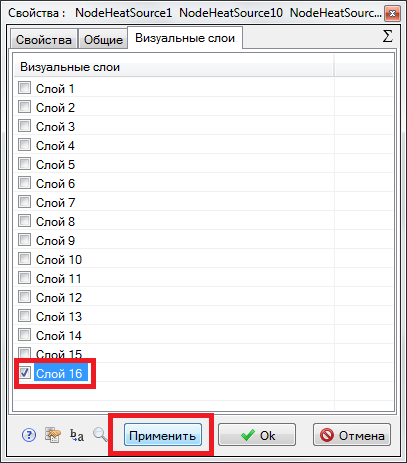 Свойства : NodeHeatSource1 NodeHeatSource10 NodeHeatSourc...
Свойства Общие Визуальные слои Σ
Визуальные слои
Слой 1
Слой 2
Слой 3
Слой 4
Слой 5
Слой 6
Слой 7
Слой 8
Слой 9
Слой 10
Слой 11
Слой 12
Слой 13
Слой 14
Слой 15
Слой 16
? b,a Применить Ok Отмена